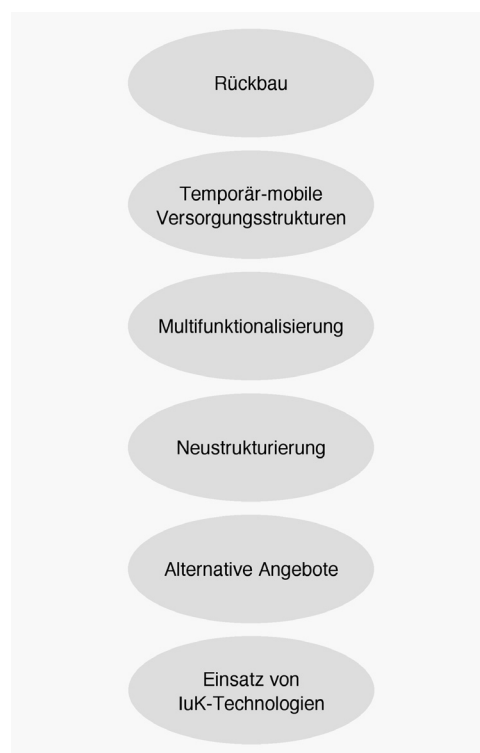 Rückbau
Temporär-mobile
Versorgungsstrukturen
Multifunktionalisierung
Neustrukturierung
Alternative Angebote
Einsatz von
IuK-Technologien